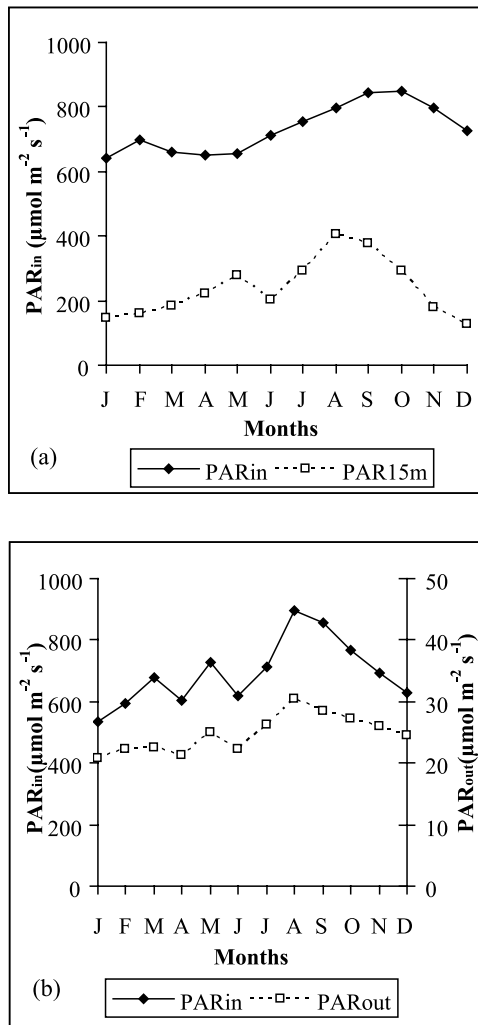 1000
800
600
400
200
0
PARin (μmol m⁻² s⁻¹)
J F M A M J J A S O N D
Months
(a)
PARin PAR15m
1000
800
600
400
200
0
PARin(μmol m⁻² s⁻¹)
50
40
30
20
10
0
PARout(μmol m⁻² s⁻¹)
J F M A M J J A S O N D
Months
(b)
PARin PARout